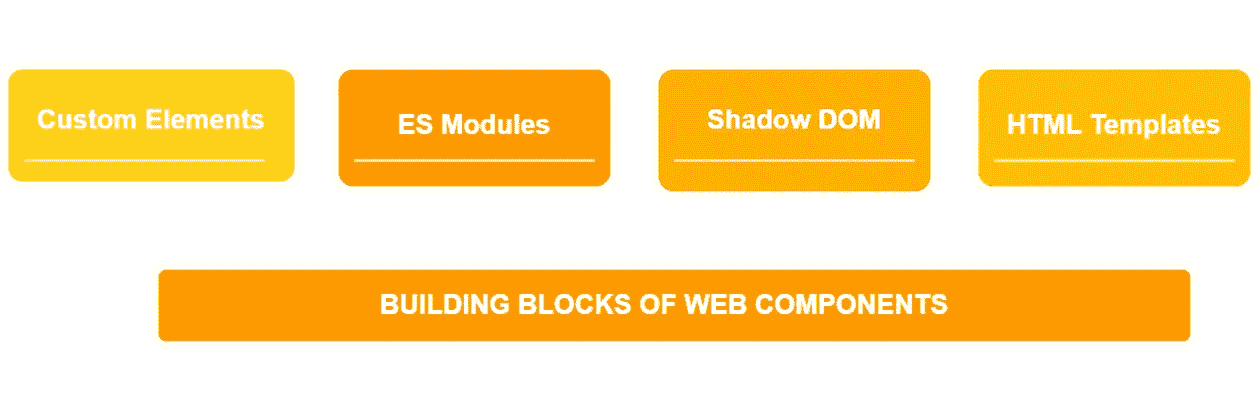 Custom Elements
ES Modules
Shadow DOM
HTML Templates
BUILDING BLOCKS OF WEB COMPONENTS